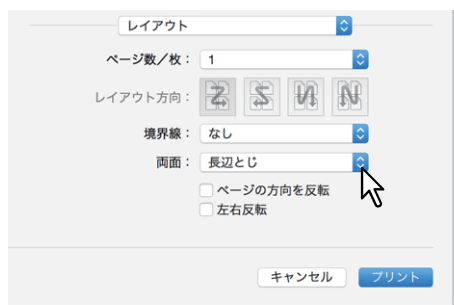 レイアウト
ページ数／枚： 1
レイアウト方向：
境界線： なし
両面： 長辺とじ
ページの方向を反転
左右反転
キャンセル プリント